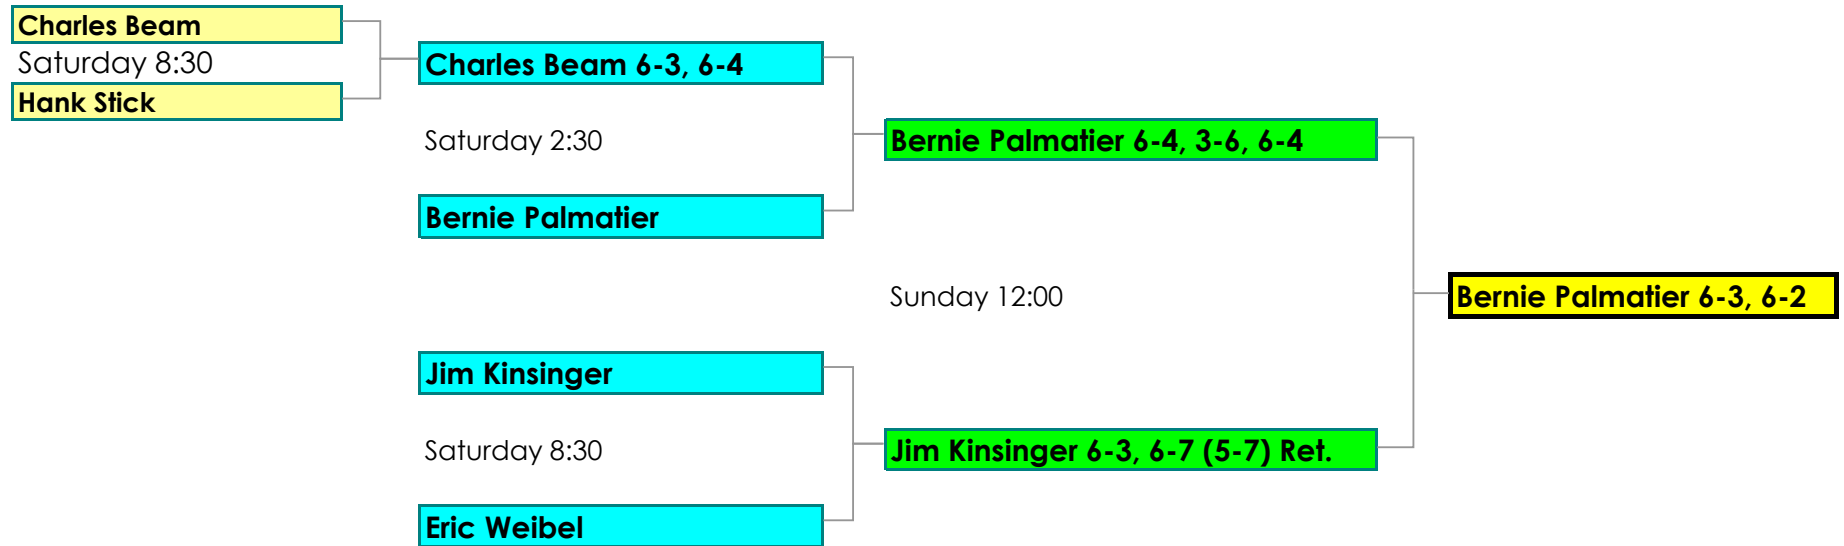 Charles Beam
Saturday 8:30
Hank Stick
Charles Beam 6-3, 6-4
Saturday 2:30
Bernie Palmatier
Bernie Palmatier 6-4, 3-6, 6-4
Sunday 12:00
Bernie Palmatier 6-3, 6-2
Jim Kinsinger
Saturday 8:30
Eric Weibel
Jim Kinsinger 6-3, 6-7 (5-7) Ret.